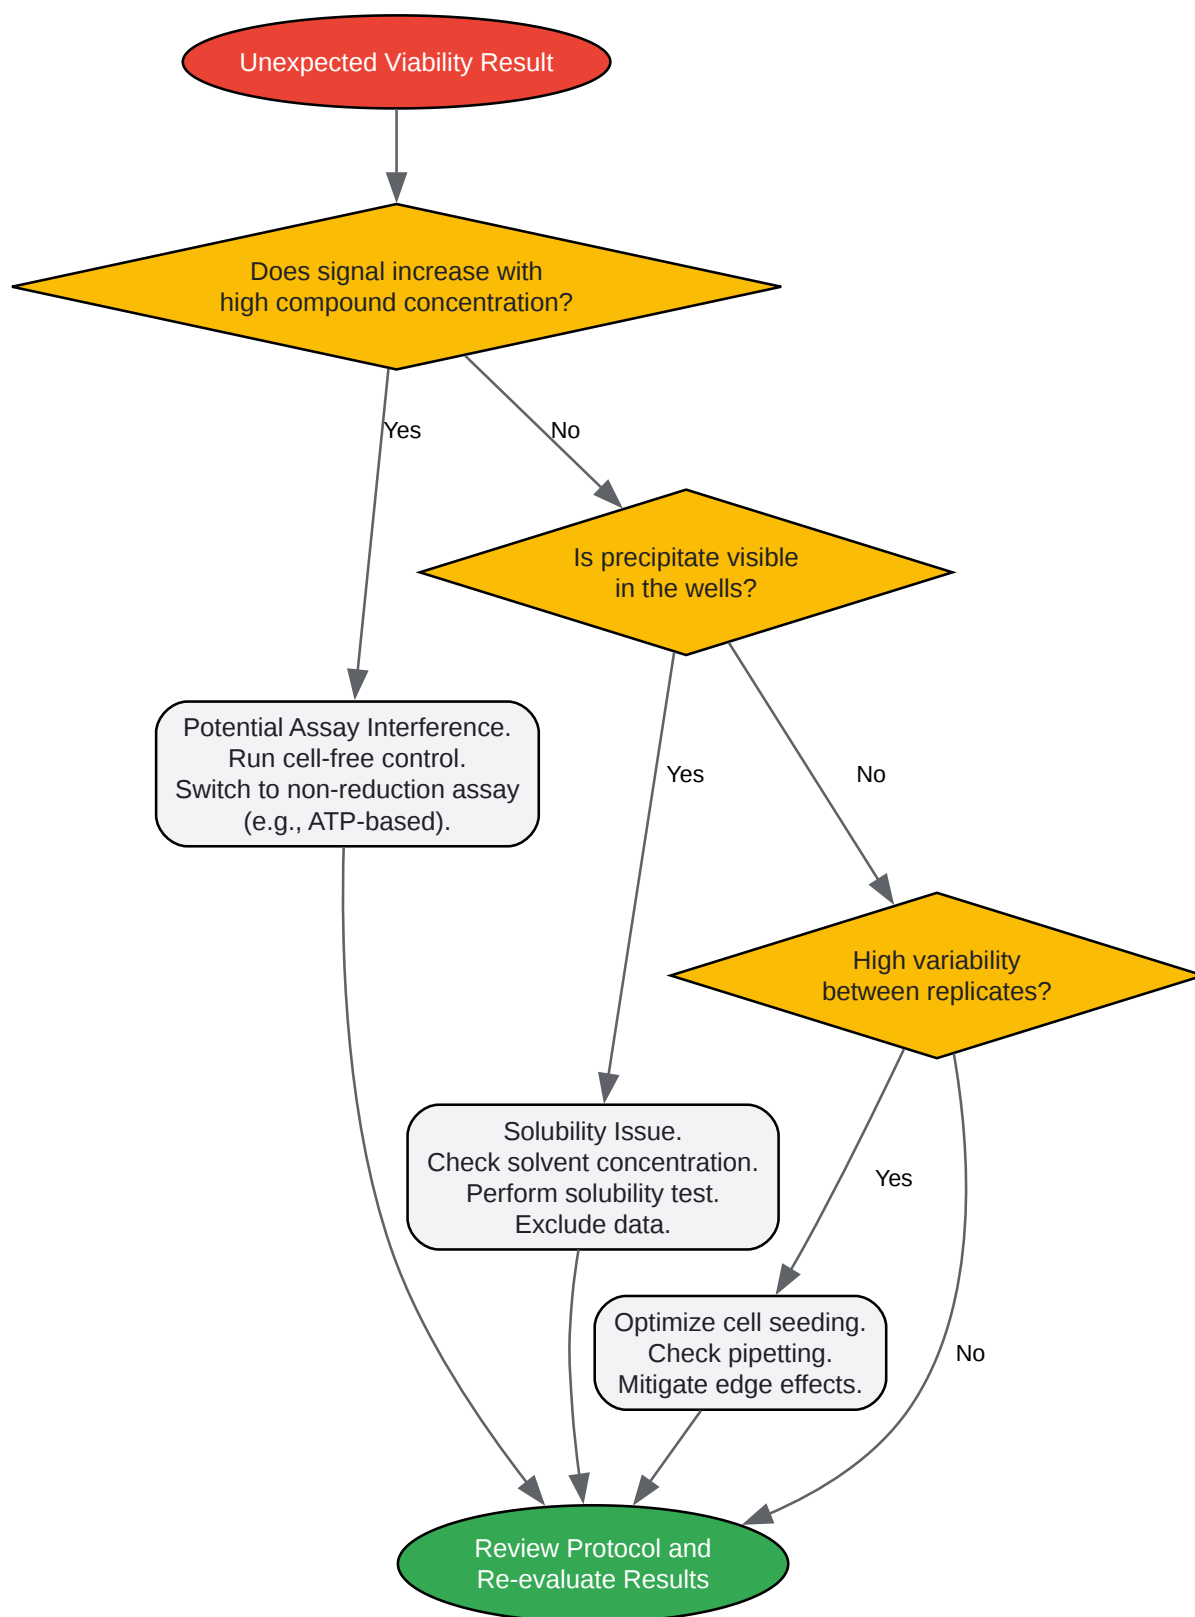 Unexpected Viability Result
Does signal increase with
high compound concentration?
Yes
No
Is precipitate visible
in the wells?
Potential Assay Interference.
Run cell-free control.
Switch to non-reduction assay
(e.g., ATP-based).
Yes
No
High variability
between replicates?
Solubility Issue.
Check solvent concentration.
Perform solubility test.
Exclude data.
Yes
No
Optimize cell seeding.
Check pipetting.
Mitigate edge effects.
Review Protocol and
Re-evaluate Results